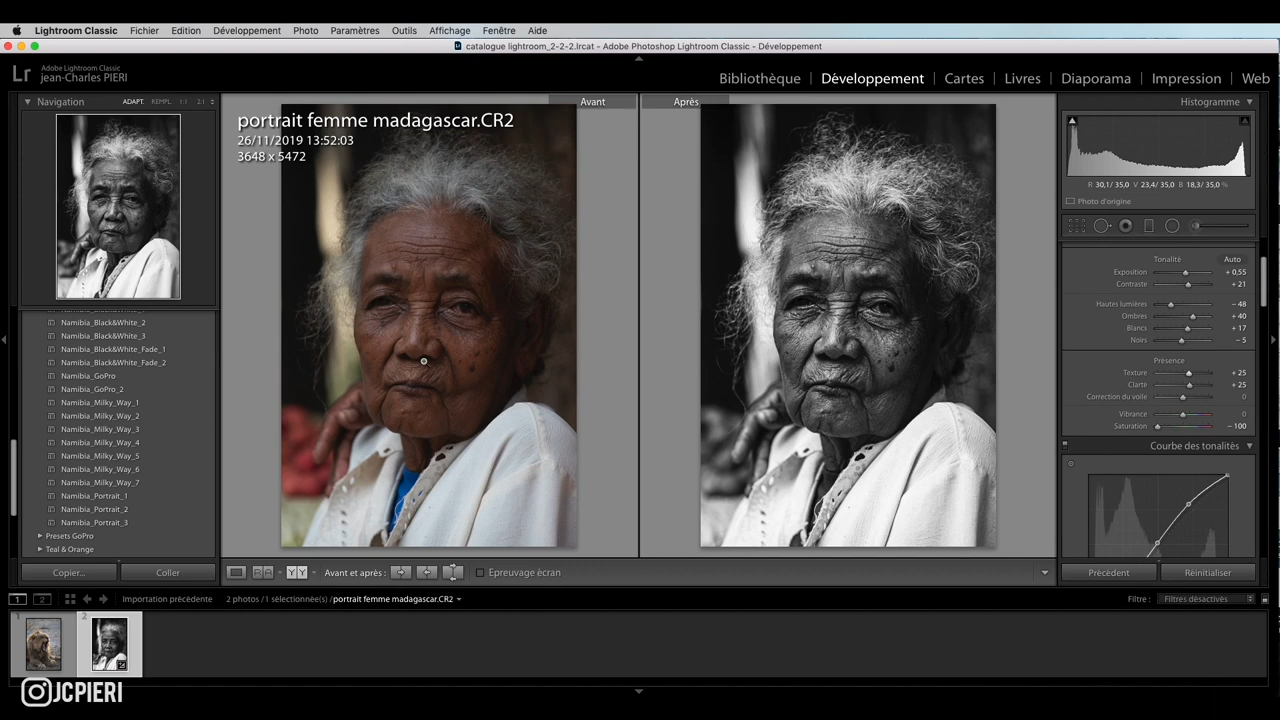 Lightroom Classic Fichier Edition Développement Photo Paramètres Outils Affichage Fenêtre Aide
catalogue lightroom_2-2-2.lrcat - Adobe Photoshop Lightroom Classic - Développement
Lr
Adobe Lightroom Classic
jean-Charles PIERI
Bibliothèque | Développement | Cartes | Livres | Diaporama | Impression | Web
Navigation ADAPT. REMPL. 1:1 2:1
Namibia_Black&White_2
Namibia_Black&White_3
Namibia_Black&White_Fade_1
Namibia_Black&White_Fade_2
Namibia_GoPro
Namibia_GoPro_2
Namibia_Milky_Way_1
Namibia_Milky_Way_2
Namibia_Milky_Way_3
Namibia_Milky_Way_4
Namibia_Milky_Way_5
Namibia_Milky_Way_6
Namibia_Milky_Way_7
Namibia_Portrait_1
Namibia_Portrait_2
Namibia_Portrait_3
Presets GoPro
Teal & Orange
Copier... Coller
Avant Après
portrait femme madagascar.CR2
26/11/2019 13:52:03
3648 x 5472
Histogramme
R 30,1/ 35,0 V 23,4/ 35,0 B 18,3/ 35,0 %
Photo d'origine
Tonalité Auto
Exposition + 0,55
Contraste + 21
Hautes lumières − 48
Ombres + 40
Blancs + 17
Noirs − 5
Présence
Texture + 25
Clarté + 25
Correction du voile 0
Vibrance 0
Saturation − 100
Courbe des tonalités
Précédent Réinitialiser
RA YY Avant et après : Epreuvage écran
1 2 Importation précédente 2 photos /1 sélectionnée(s) /portrait femme madagascar.CR2 Filtre : Filtres désactivés
1 2
JCPIERI